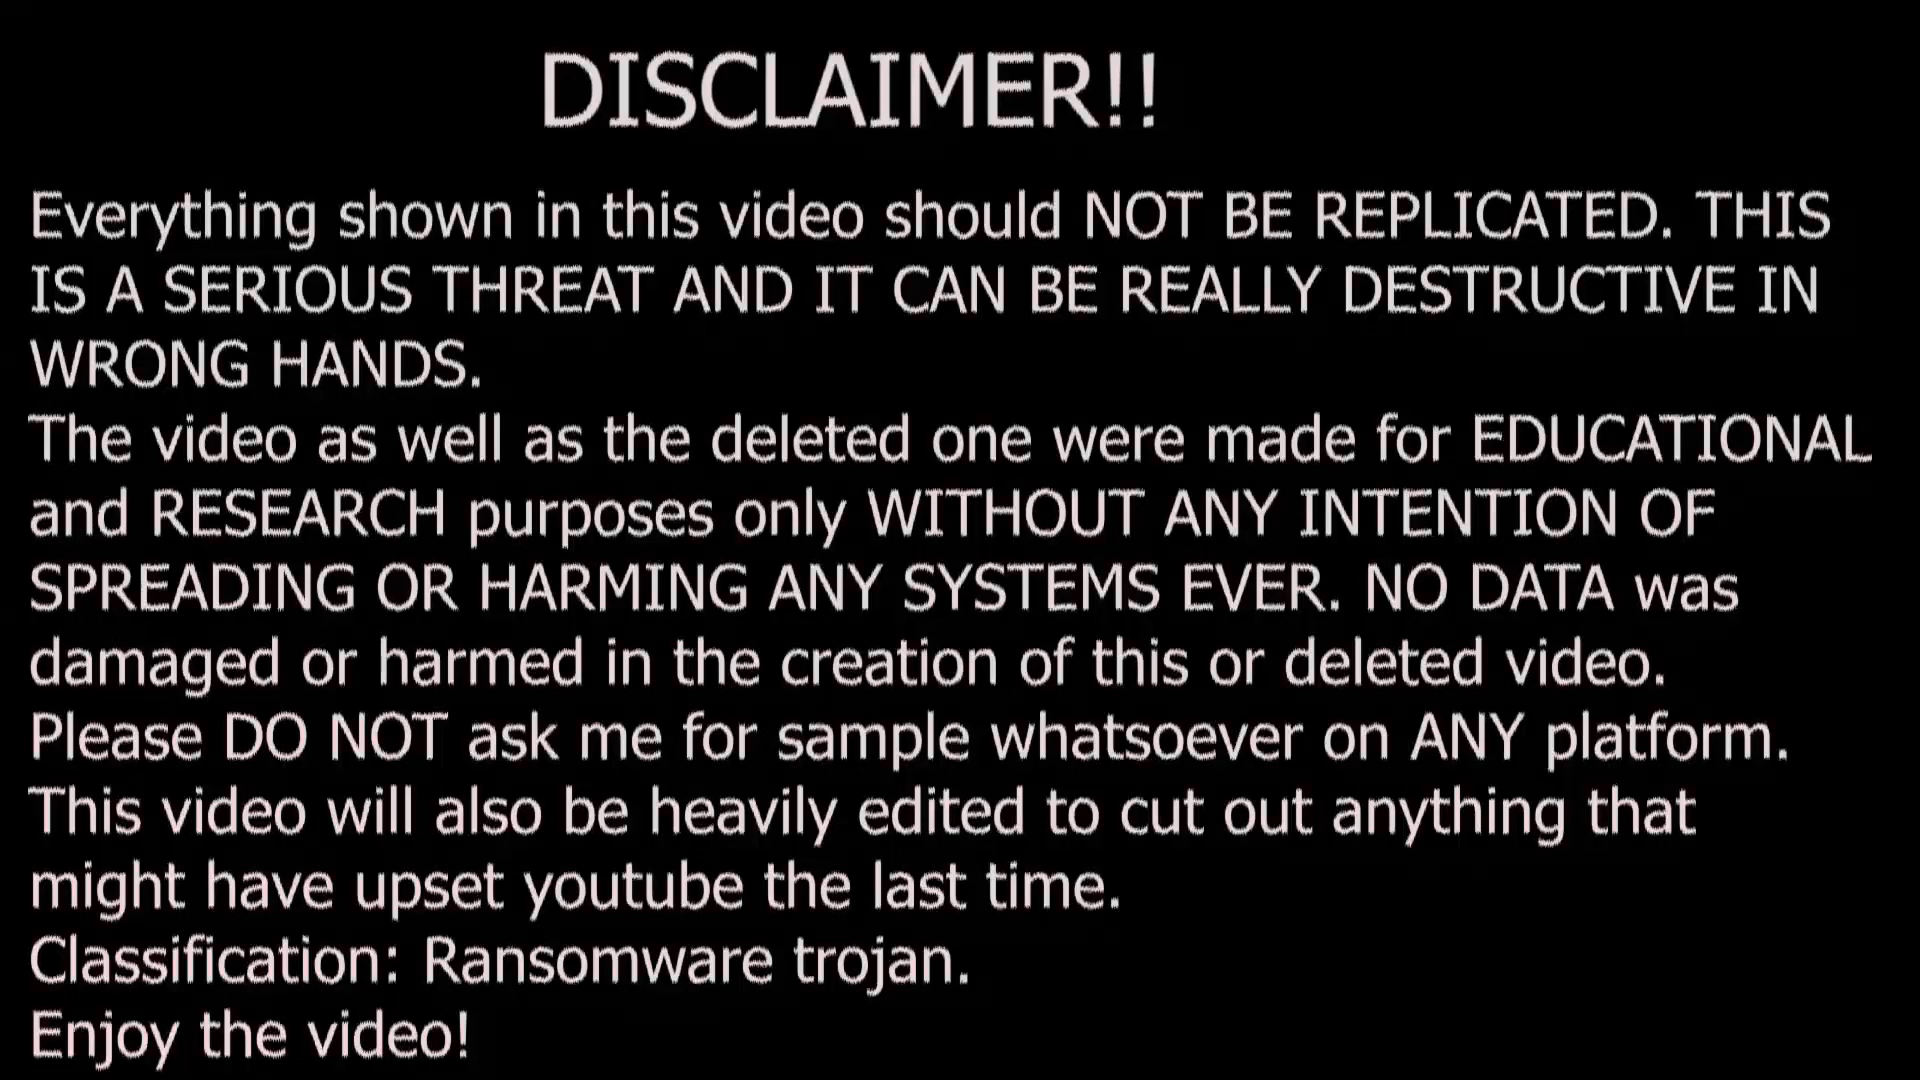 DISCLAIMER!!
Everything shown in this video should NOT BE REPLICATED. THIS
IS A SERIOUS THREAT AND IT CAN BE REALLY DESTRUCTIVE IN
WRONG HANDS.
The video as well as the deleted one were made for EDUCATIONAL
and RESEARCH purposes only WITHOUT ANY INTENTION OF
SPREADING OR HARMING ANY SYSTEMS EVER. NO DATA was
damaged or harmed in the creation of this or deleted video.
Please DO NOT ask me for sample whatsoever on ANY platform.
This video will also be heavily edited to cut out anything that
might have upset youtube the last time.
Classification: Ransomware trojan.
Enjoy the video!